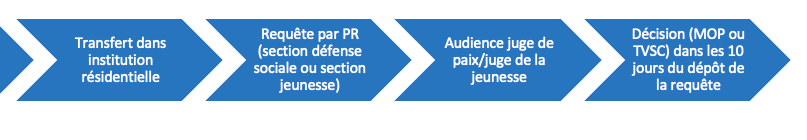 Transfert dans
institution
résidentielle
Requête par PR
(section défense
sociale ou section
jeunesse)
Audience juge de
paix/juge de la
jeunesse
Décision (MOP ou
TVSC) dans les 10
jours du dépôt de
la requête